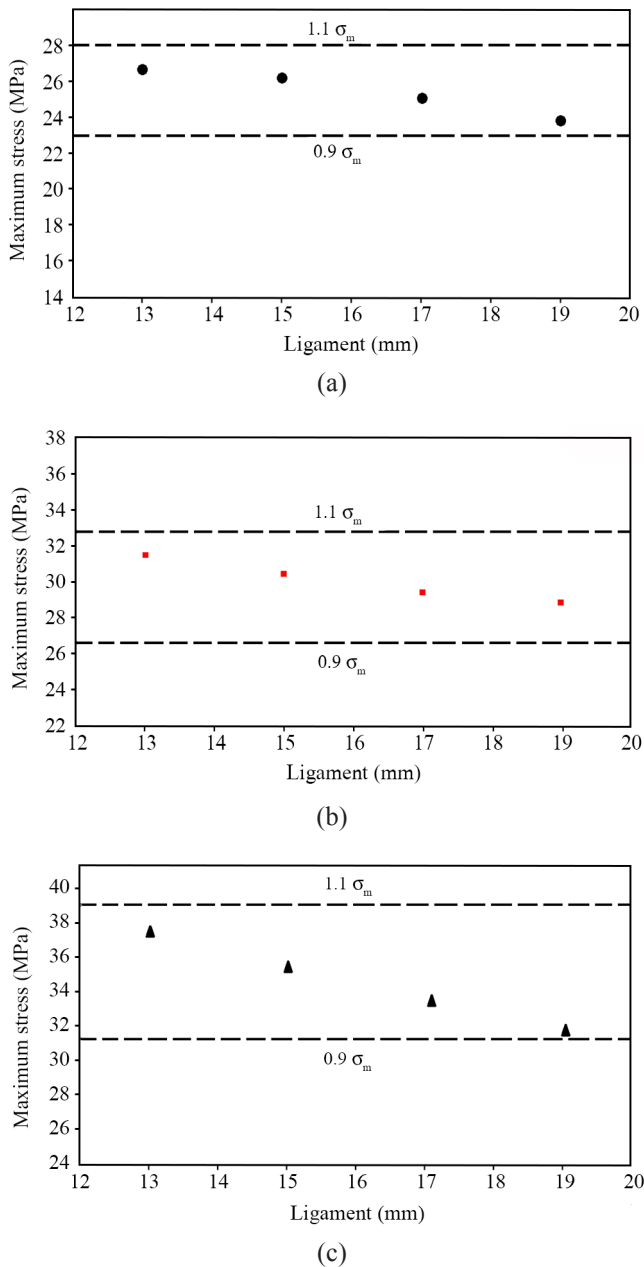 28
26
24
22
20
18
16
14
Maximum stress (MPa)
1.1 σm
0.9 σm
12 13 14 15 16 17 18 19 20
Ligament (mm)
(a)
38
36
34
32
30
28
26
24
22
Maximum stress (MPa)
1.1 σm
0.9 σm
12 13 14 15 16 17 18 19 20
Ligament (mm)
(b)
40
38
36
34
32
30
28
26
24
Maximum stress (MPa)
1.1 σm
0.9 σm
12 13 14 15 16 17 18 19 20
Ligament (mm)
(c)